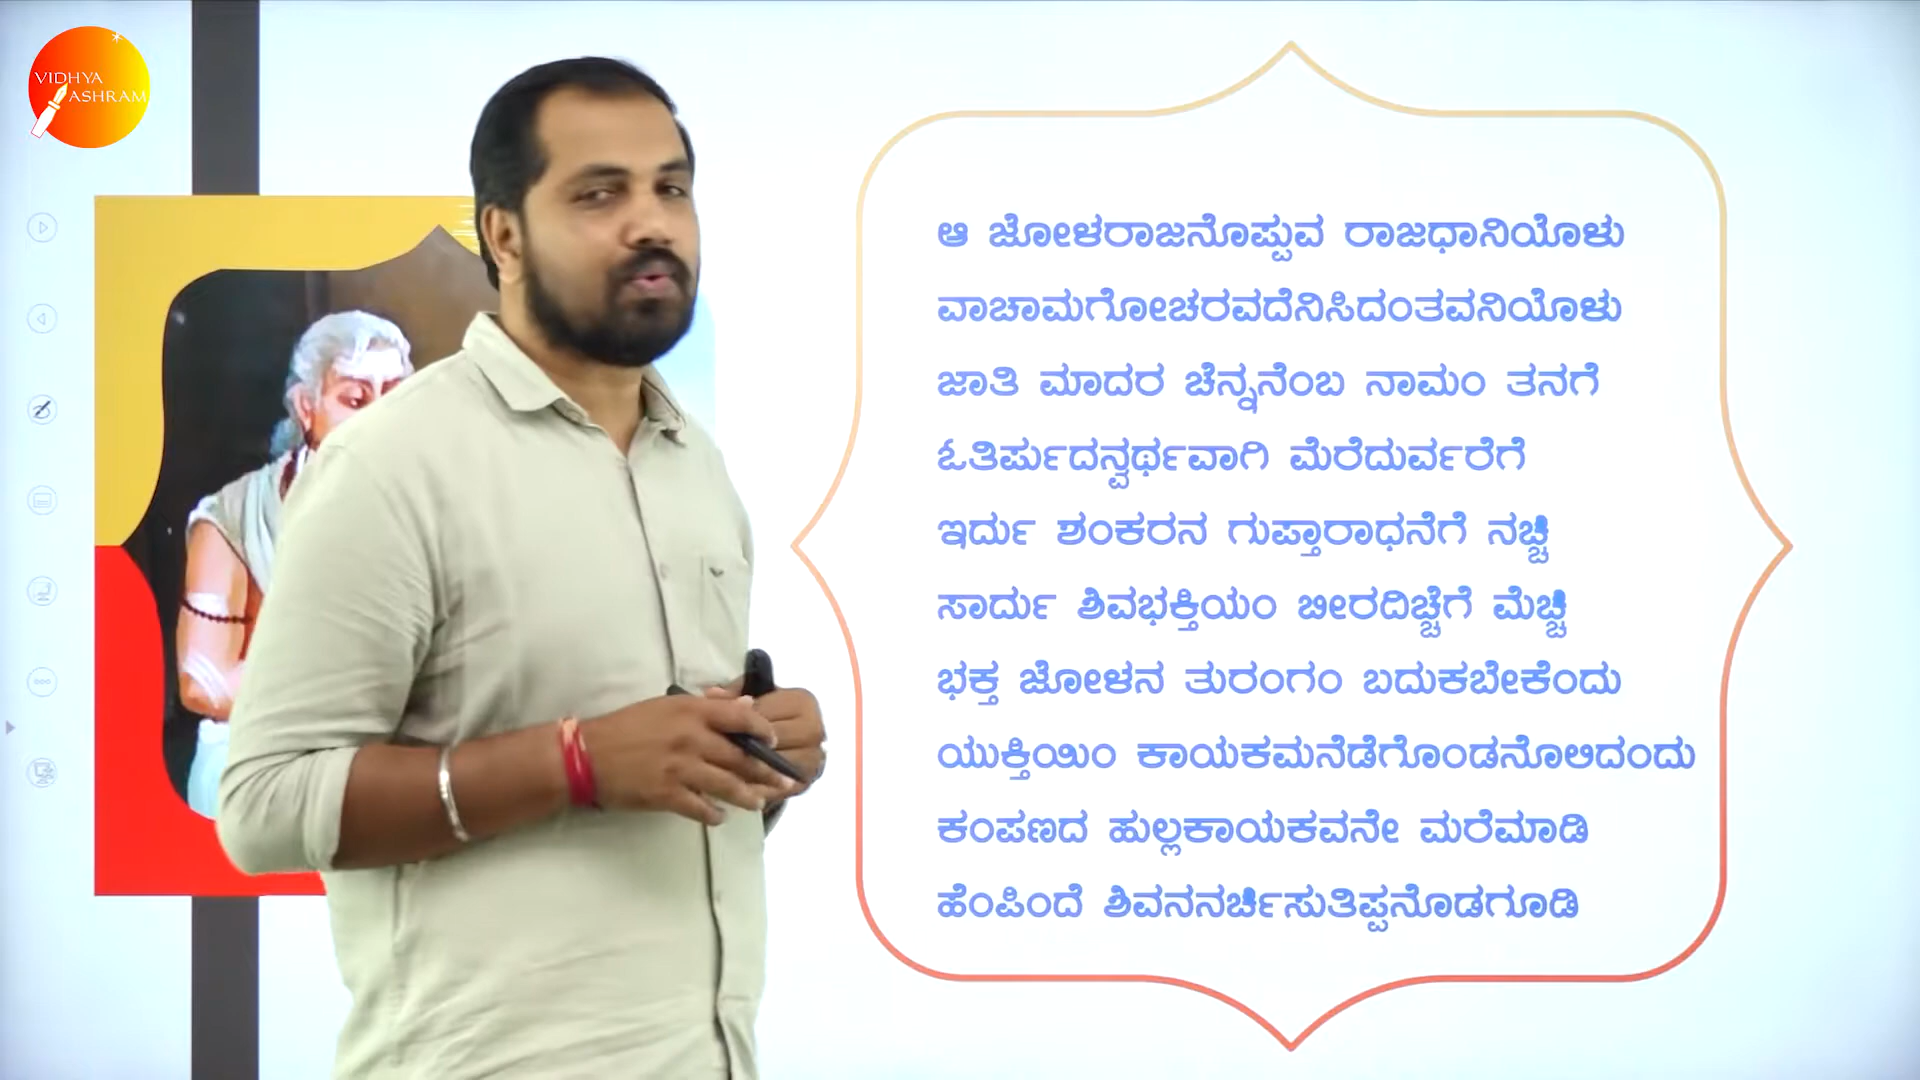 VIDHYA
ASHRAM
ಆ ಜೋಳರಾಜನೊಪ್ಪುವ ರಾಜಧಾನಿಯೊಳು
ವಾಚಾಮಗೋಚರವದೆನಿಸಿದಂತವನಿಯೊಳು
ಜಾತಿ ಮಾದರ ಚೆನ್ನನೆಂಬ ನಾಮಂ ತನಗೆ
ಓತಿರ್ಪುದನ್ವರ್ಥವಾಗಿ ಮೆರೆದುರ್ವರೆಗೆ
ಇರ್ದು ಶಂಕರನ ಗುಪ್ತಾರಾಧನೆಗೆ ನಚ್ಚಿ
ಸಾರ್ದು ಶಿವಭಕ್ತಿಯಂ ಬೀರದಿಚ್ಚೆಗೆ ಮೆಚ್ಚಿ
ಭಕ್ತ ಜೋಳನ ತುರಂಗಂ ಬದುಕಬೇಕೆಂದು
ಯುಕ್ತಿಯಿಂ ಕಾಯಕಮನೆಡೆಗೊಂಡನೊಲಿದಂದು
ಕಂಪಣದ ಹುಲ್ಲಕಾಯಕವನೇ ಮರೆಮಾಡಿ
ಹೆಂಪಿಂದೆ ಶಿವನನರ್ಚಿಸುತಿಪ್ಪನೊಡಗೂಡಿ